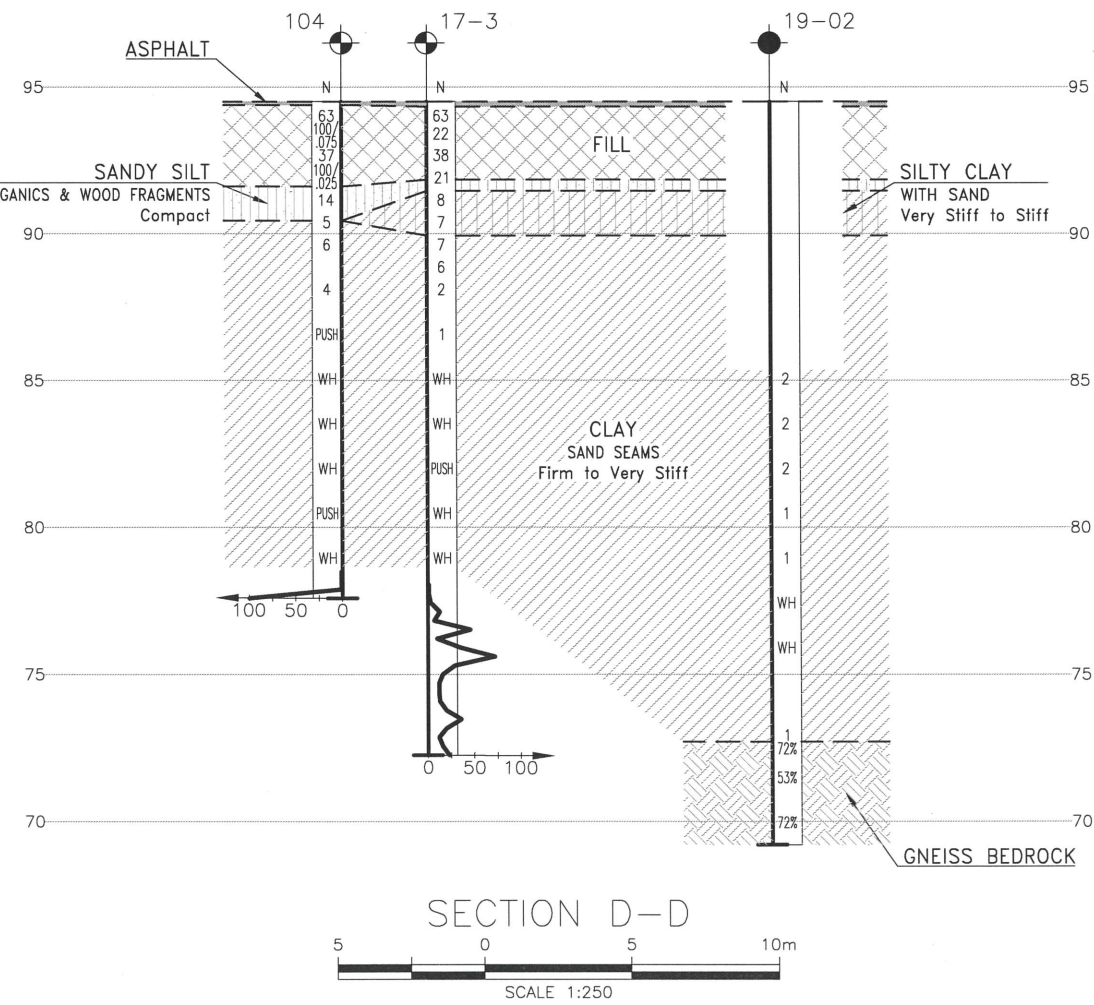 104 17-3 19-02
ASPHALT
95 N N N 95
63 63
100/ 22
.075
37 38
100/ 21
.025
FILL
SANDY SILT
GANICS & WOOD FRAGMENTS
Compact
SILTY CLAY
WITH SAND
Very Stiff to Stiff
14 8
5 7
90 90
6 7
6
4 2
PUSH 1
85 WH WH 2 85
WH WH 2
CLAY
SAND SEAMS
Firm to Very Stiff
WH PUSH 2
PUSH WH 1
80 80
WH WH 1
100 50 0
WH
WH
75 75
1
72%
0 50 100
53%
70 72% 70
GNEISS BEDROCK
SECTION D-D
5 0 5 10m
SCALE 1:250